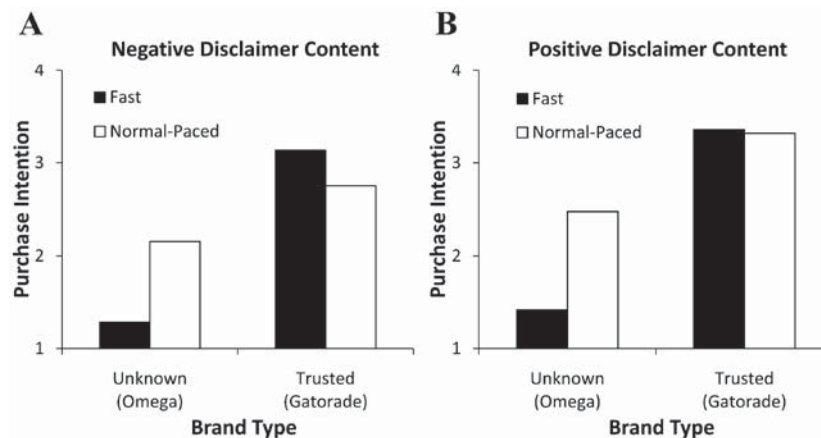 A
Negative Disclaimer Content
4
3
2
1
Purchase Intention
Fast
Normal-Paced
Unknown
(Omega)
Trusted
(Gatorade)
Brand Type
B
Positive Disclaimer Content
4
3
2
1
Purchase Intention
Fast
Normal-Paced
Unknown
(Omega)
Trusted
(Gatorade)
Brand Type